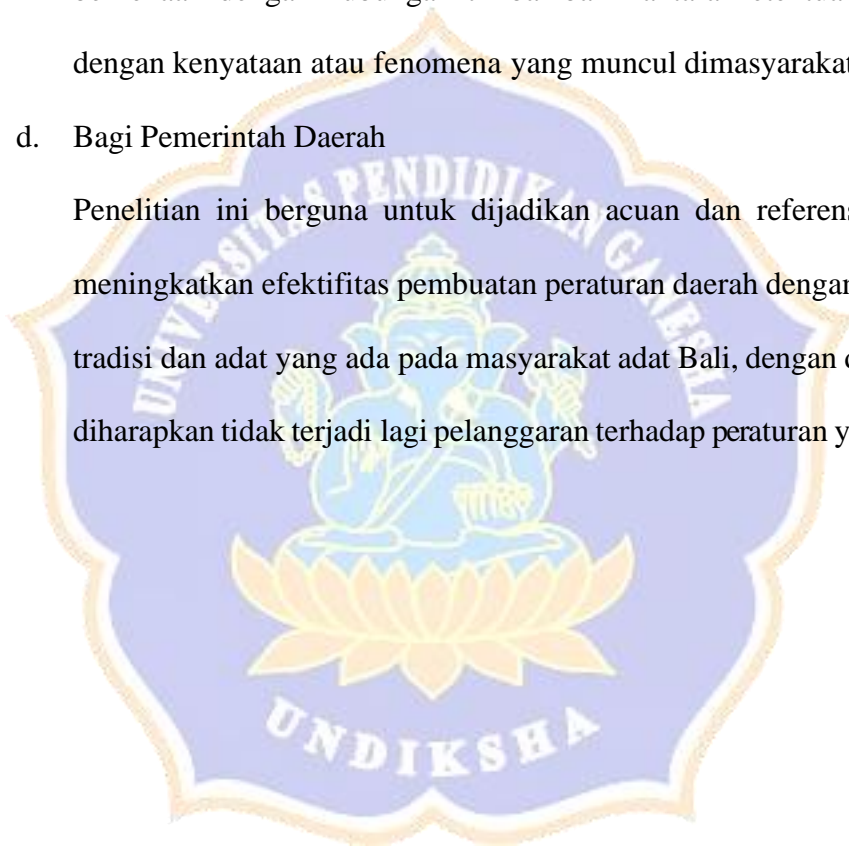 dengan kenyataan atau fenomena yang muncul dimasyarakat
d. Bagi Pemerintah Daerah
Penelitian ini berguna untuk dijadikan acuan dan
meningkatkan efektifitas pembuatan peraturan daerah dengan
tradisi dan adat yang ada pada masyarakat adat Bali, dengan
diharapkan tidak terjadi lagi pelanggaran terhadap peraturan
UNIVERSITAS PENDIDIKAN GANESHA
UNDIKSHA